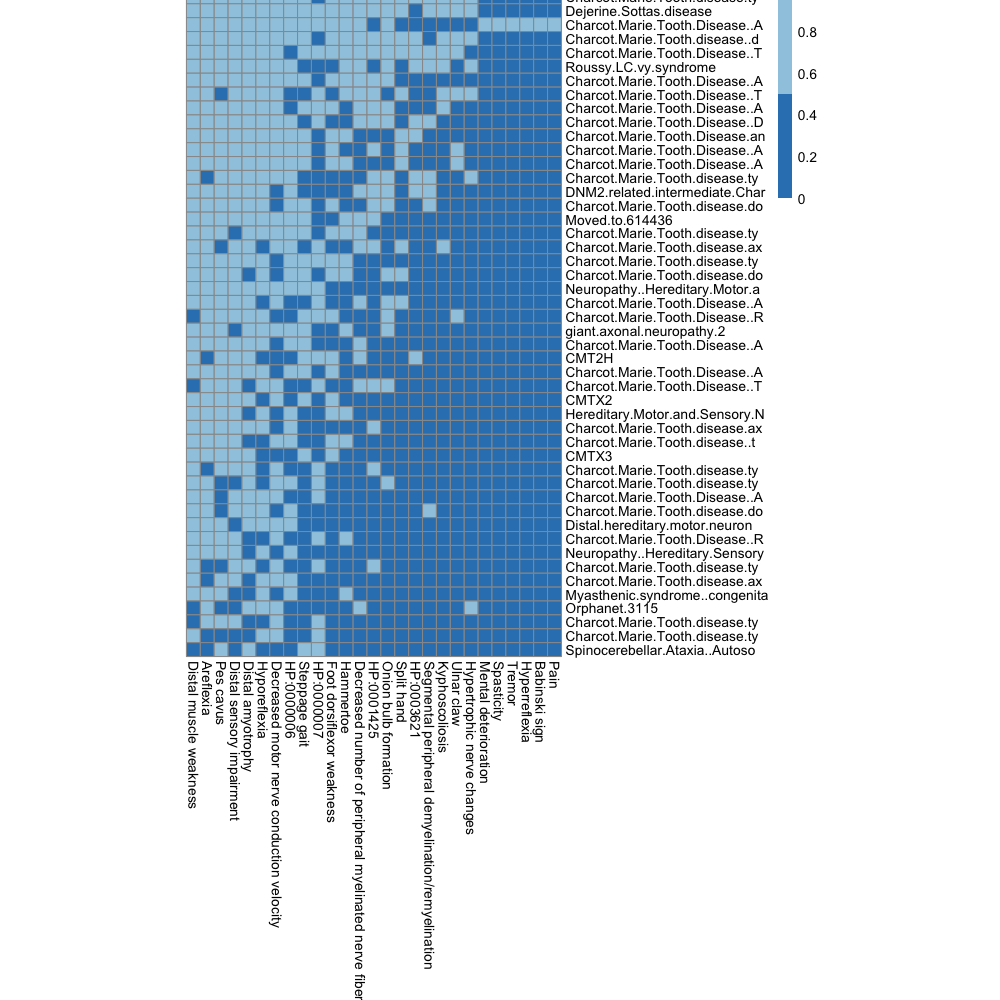 Charcot.Marie.Tooth.disease.ty
Dejerine.Sottas.disease
Charcot.Marie.Tooth.Disease..A
Charcot.Marie.Tooth.disease..d
Charcot.Marie.Tooth.Disease..T
Roussy.LC.vy.syndrome
Charcot.Marie.Tooth.Disease..A
Charcot.Marie.Tooth.Disease..T
Charcot.Marie.Tooth.Disease..A
Charcot.Marie.Tooth.Disease..D
Charcot.Marie.Tooth.Disease.an
Charcot.Marie.Tooth.Disease..A
Charcot.Marie.Tooth.Disease..A
Charcot.Marie.Tooth.disease.ty
DNM2.related.intermediate.Char
Charcot.Marie.Tooth.disease.do
Moved.to.614436
Charcot.Marie.Tooth.disease.ty
Charcot.Marie.Tooth.disease.ax
Charcot.Marie.Tooth.disease.ty
Charcot.Marie.Tooth.disease.do
Neuropathy..Hereditary.Motor.a
Charcot.Marie.Tooth.Disease..A
Charcot.Marie.Tooth.Disease..R
giant.axonal.neuropathy.2
Charcot.Marie.Tooth.Disease..A
CMT2H
Charcot.Marie.Tooth.Disease..A
Charcot.Marie.Tooth.Disease..T
CMTX2
Hereditary.Motor.and.Sensory.N
Charcot.Marie.Tooth.disease.ax
Charcot.Marie.Tooth.disease..t
CMTX3
Charcot.Marie.Tooth.disease.ty
Charcot.Marie.Tooth.disease.ty
Charcot.Marie.Tooth.Disease..A
Charcot.Marie.Tooth.disease.do
Distal.hereditary.motor.neuron
Charcot.Marie.Tooth.Disease..R
Neuropathy..Hereditary.Sensory
Charcot.Marie.Tooth.disease.ty
Charcot.Marie.Tooth.disease.ax
Myasthenic.syndrome..congenita
Orphanet.3115
Charcot.Marie.Tooth.disease.ty
Charcot.Marie.Tooth.disease.ty
Spinocerebellar.Ataxia..Autoso
0.8
0.6
0.4
0.2
0
Distal muscle weakness
Areflexia
Pes cavus
Distal sensory impairment
Distal amyotrophy
Hyporeflexia
Decreased motor nerve conduction velocity
HP:0000006
Steppage gait
HP:0000007
Foot dorsiflexor weakness
Hammertoe
Decreased number of peripheral myelinated nerve fiber
HP:0001425
Onion bulb formation
Split hand
HP:0003621
Segmental peripheral demyelination/remyelination
Kyphoscoliosis
Ulnar claw
Hypertrophic nerve changes
Mental deterioration
Spasticity
Tremor
Hyperreflexia
Babinski sign
Pain